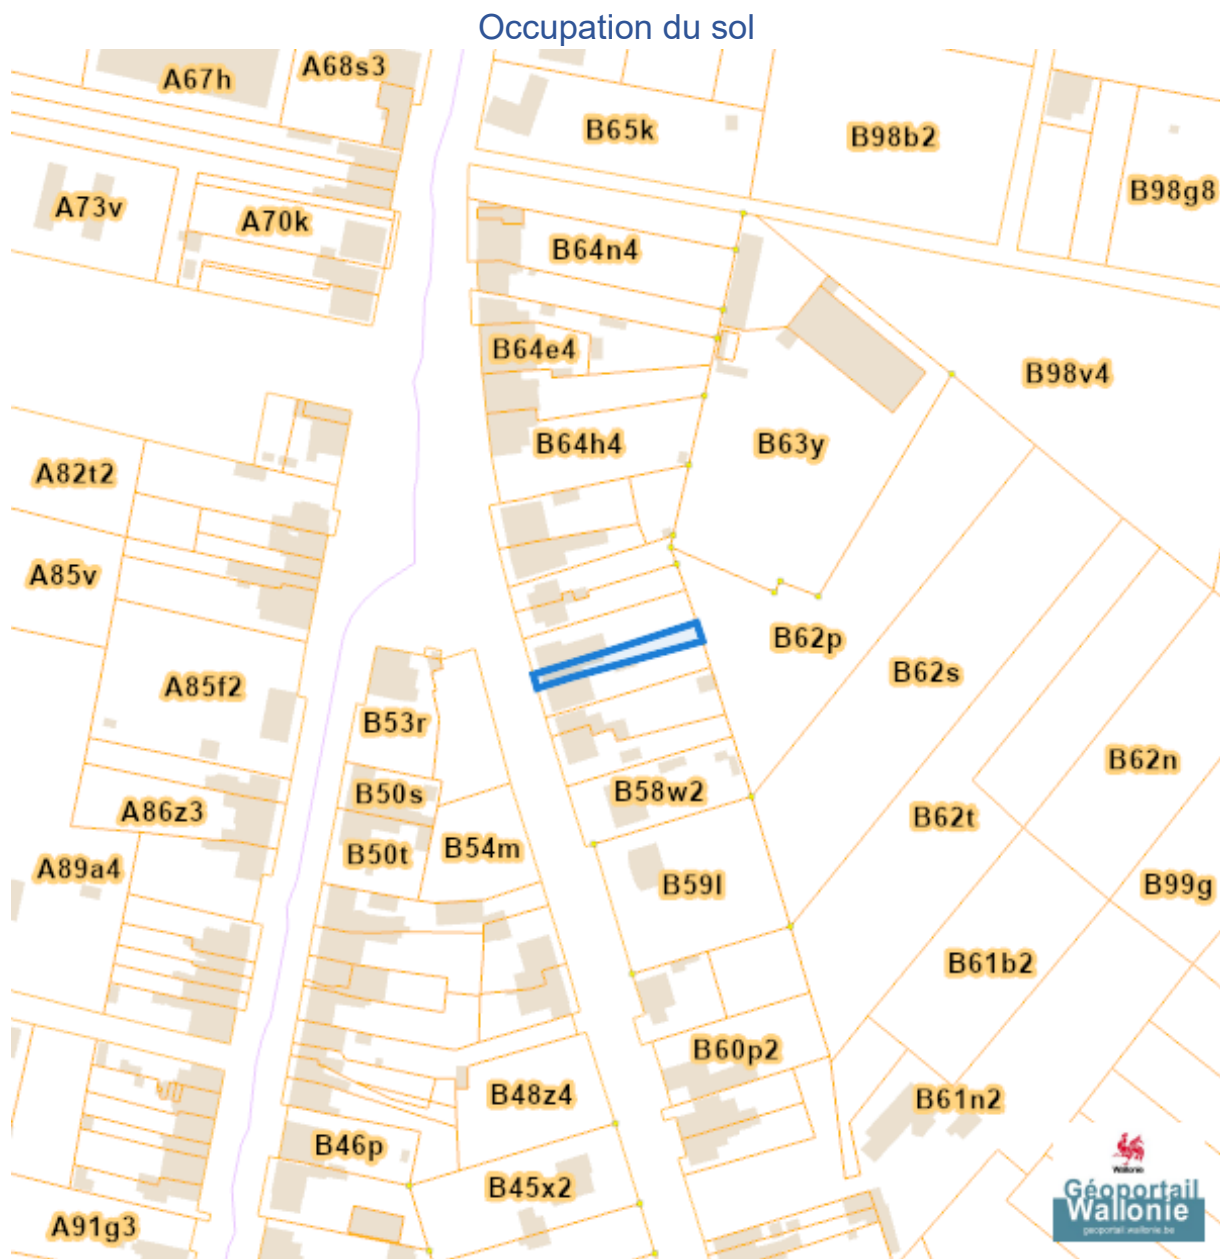 Occupation du sol
A67h
A68s3
B65k
B98b2
B98g8
A73v
A70k
B64n4
B64e4
B98v4
B64h4
B63y
A82t2
A85v
B62p
B62s
A85f2
B53r
B62n
B50s
B58w2
A86z3
B62t
B50t
B54m
A89a4
B59l
B99g
B61b2
B60p2
B48z4
B61n2
B46p
B45x2
A91g3
Wallonie
Géoportail
Wallonie
geoportail.wallonie.be